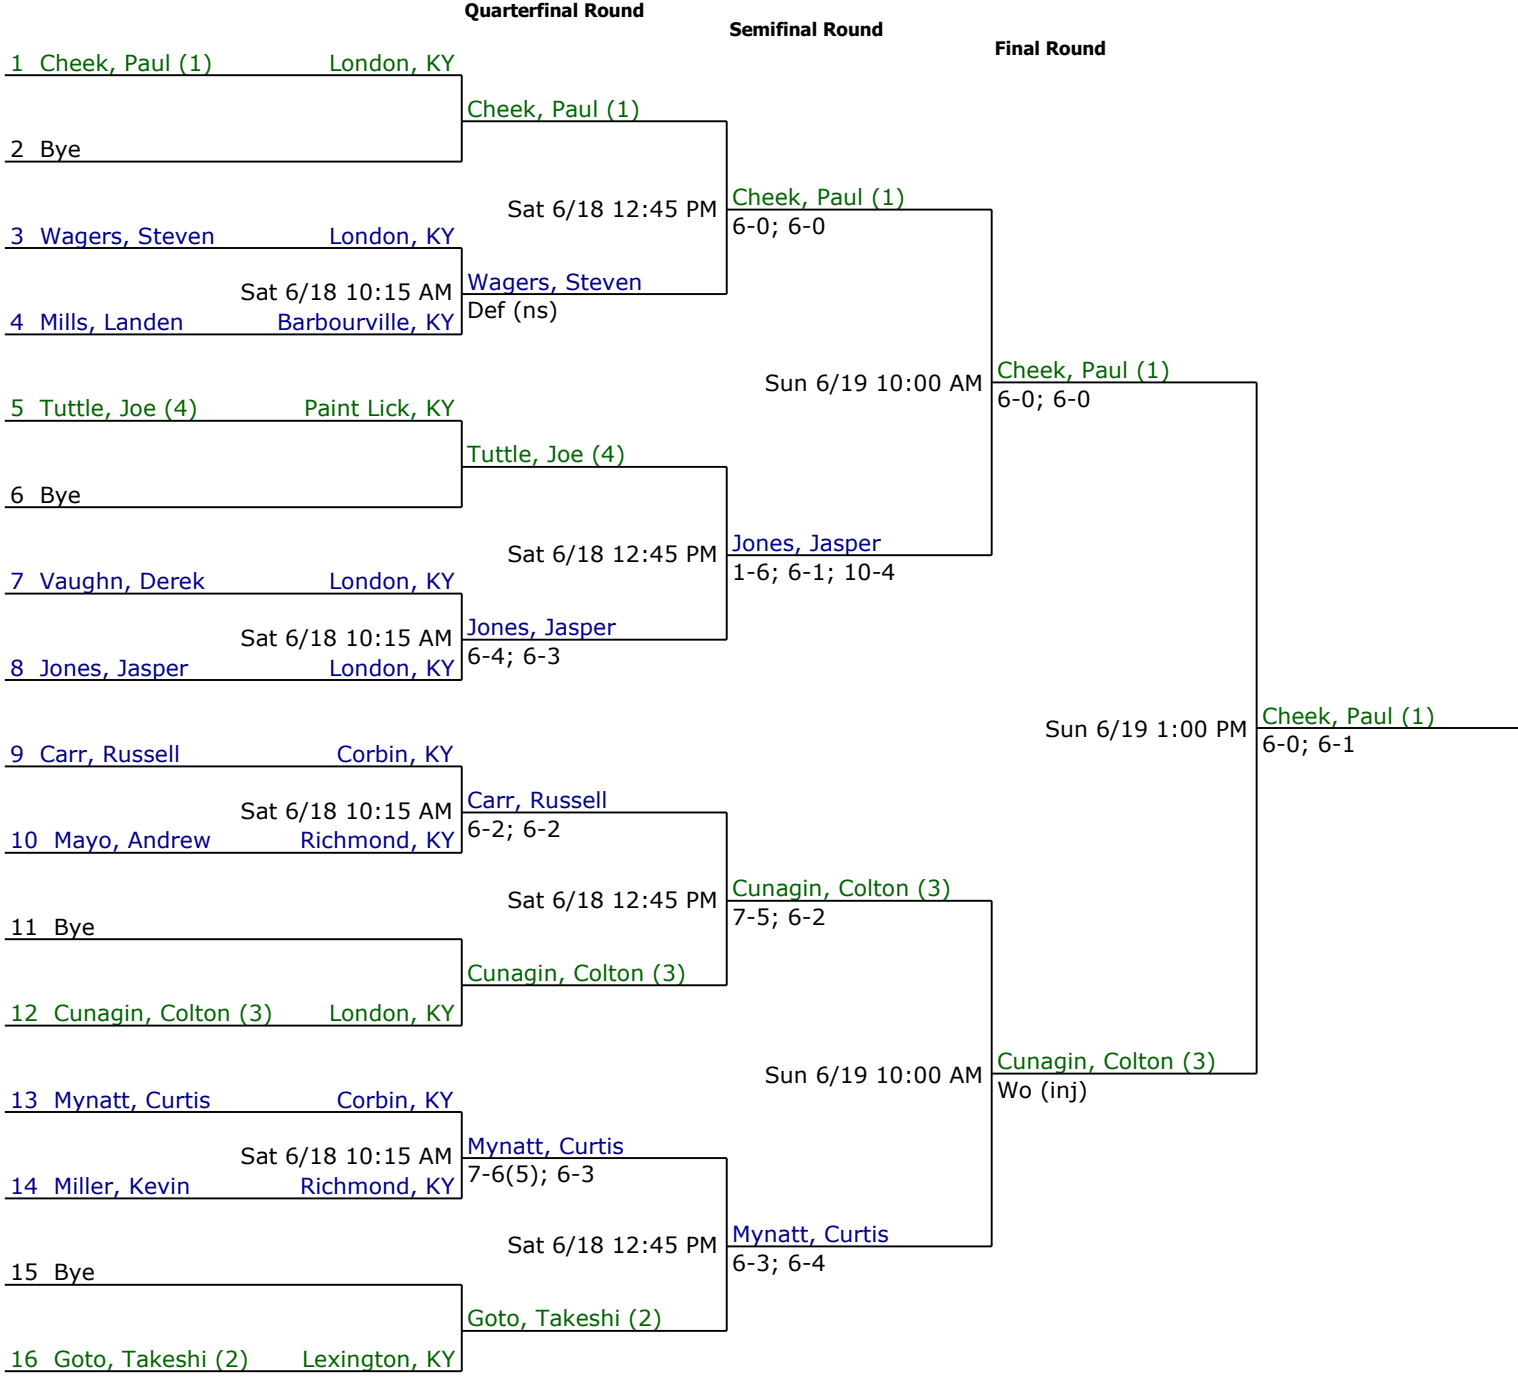 Quarterfinal Round
Semifinal Round
Final Round
1 Cheek, Paul (1) London, KY
Cheek, Paul (1)
2 Bye
Cheek, Paul (1)
Sat 6/18 12:45 PM
6-0; 6-0
3 Wagers, Steven London, KY
Wagers, Steven
Sat 6/18 10:15 AM
Def (ns)
4 Mills, Landen Barbourville, KY
Cheek, Paul (1)
Sun 6/19 10:00 AM
6-0; 6-0
5 Tuttle, Joe (4) Paint Lick, KY
Tuttle, Joe (4)
6 Bye
Jones, Jasper
Sat 6/18 12:45 PM
1-6; 6-1; 10-4
7 Vaughn, Derek London, KY
Jones, Jasper
Sat 6/18 10:15 AM
6-4; 6-3
8 Jones, Jasper London, KY
Cheek, Paul (1)
Sun 6/19 1:00 PM
6-0; 6-1
9 Carr, Russell Corbin, KY
Carr, Russell
Sat 6/18 10:15 AM
6-2; 6-2
10 Mayo, Andrew Richmond, KY
Cunagin, Colton (3)
Sat 6/18 12:45 PM
7-5; 6-2
11 Bye
Cunagin, Colton (3)
12 Cunagin, Colton (3) London, KY
Cunagin, Colton (3)
Sun 6/19 10:00 AM
Wo (inj)
13 Mynatt, Curtis Corbin, KY
Mynatt, Curtis
Sat 6/18 10:15 AM
7-6(5); 6-3
14 Miller, Kevin Richmond, KY
Mynatt, Curtis
Sat 6/18 12:45 PM
6-3; 6-4
15 Bye
Goto, Takeshi (2)
16 Goto, Takeshi (2) Lexington, KY